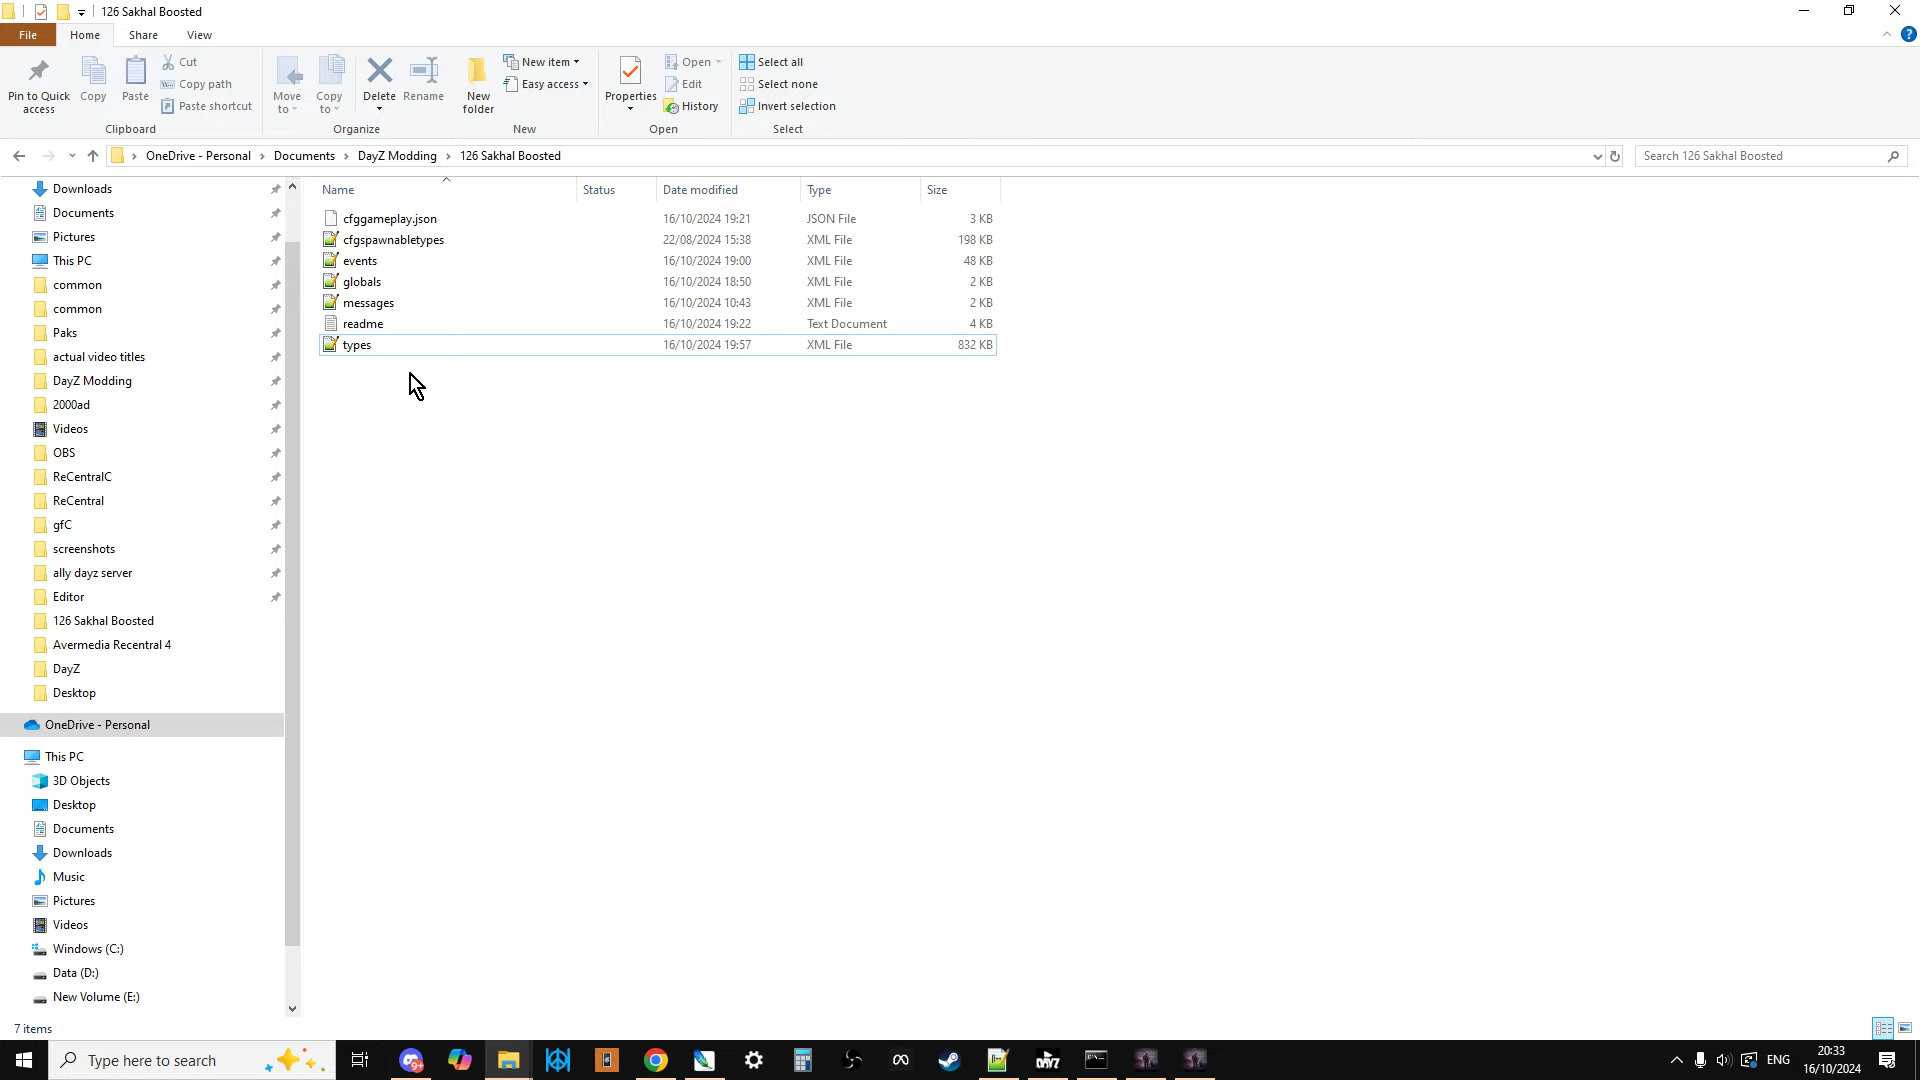 126 Sakhal Boosted
File Home Share View
Pin to Quick access
Copy
Paste
Cut
Copy path
Paste shortcut
Clipboard
Move to
Copy to
Delete
Rename
Organize
New folder
New item
Easy access
New
Properties
Open
Edit
History
Open
Select all
Select none
Invert selection
Select
OneDrive - Personal > Documents > DayZ Modding > 126 Sakhal Boosted
Search 126 Sakhal Boosted
Downloads
Documents
Pictures
This PC
common
common
Paks
actual video titles
DayZ Modding
2000ad
Videos
OBS
ReCentralC
ReCentral
gfC
screenshots
ally dayz server
Editor
126 Sakhal Boosted
Avermedia Recentral 4
DayZ
Desktop
OneDrive - Personal
This PC
3D Objects
Desktop
Documents
Downloads
Music
Pictures
Videos
Windows (C:)
Data (D:)
New Volume (E:)
Name Status Date modified Type Size
cfggameplay.json 16/10/2024 19:21 JSON File 3 KB
cfgspawnabletypes 22/08/2024 15:38 XML File 198 KB
events 16/10/2024 19:00 XML File 48 KB
globals 16/10/2024 18:50 XML File 2 KB
messages 16/10/2024 10:43 XML File 2 KB
readme 16/10/2024 19:22 Text Document 4 KB
types 16/10/2024 19:57 XML File 832 KB
7 items
Type here to search
ENG
20:33
16/10/2024